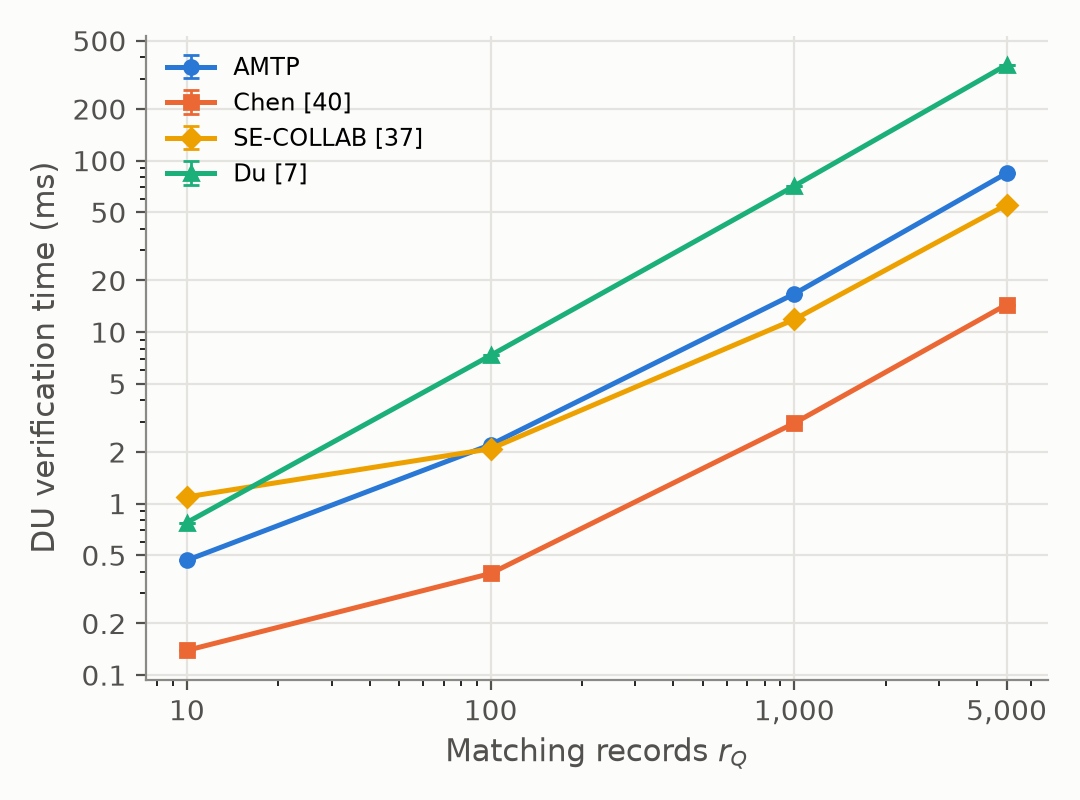 DU verification time (ms)
500
200
100
50
20
10
5
2
1
0.5
0.2
0.1
AMTP
Chen [40]
SE-COLLAB [37]
Du [7]
10
100
1,000
5,000
Matching records r_Q